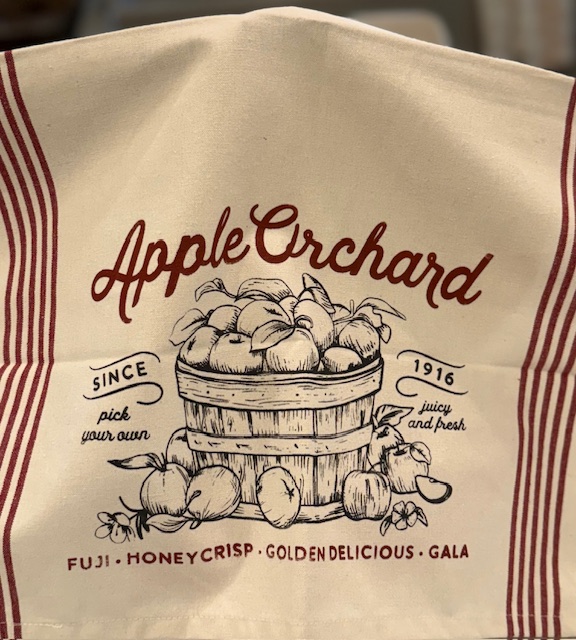 Apple Orchard
SINCE
1916
pick
your own
juicy
and fresh
FUJI · HONEYCRISP · GOLDEN DELICIOUS · GALA